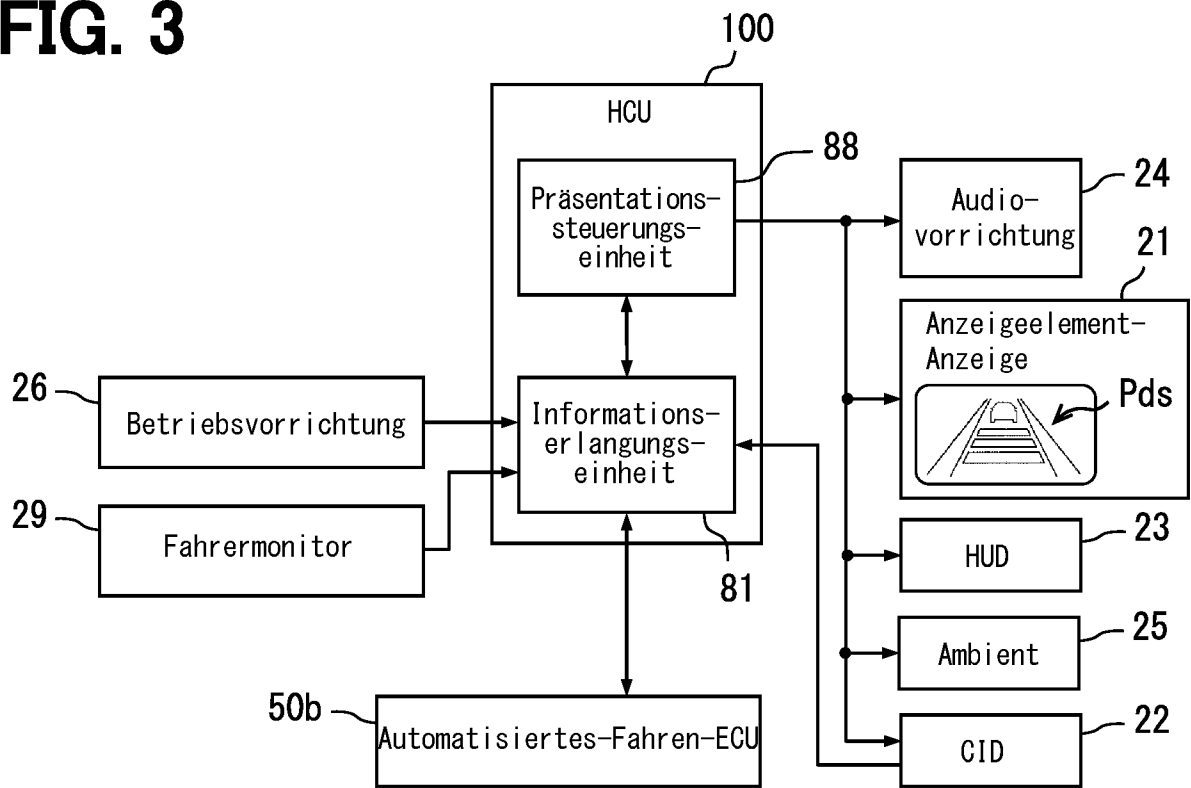 FIG. 3
100
HCU
88
Präsentations-
steuerungs-
einheit
24
Audio-
vorrichtung
21
Anzeigeelement-
Anzeige
Pds
26
Betriebsvorrichtung
Informations-
erlangungs-
einheit
29
Fahrermonitor
81
23
HUD
25
Ambient
50b
Automatisiertes-Fahren-ECU
22
CID